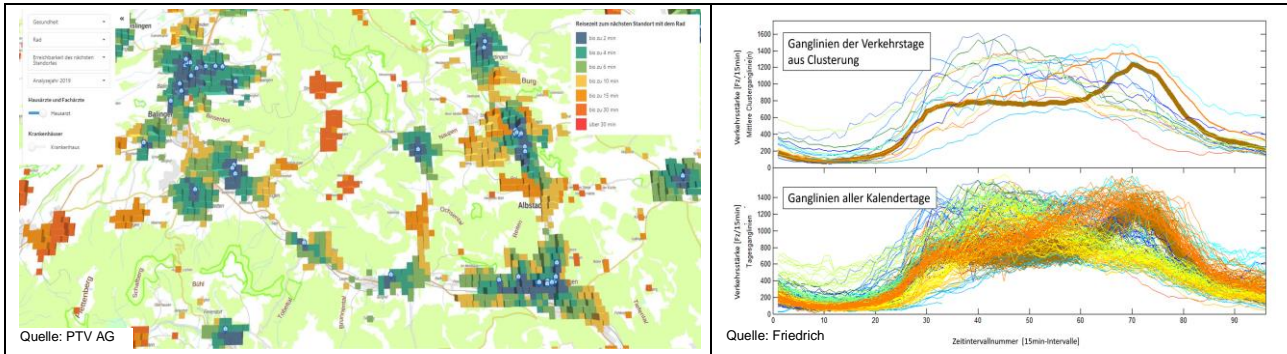 Gesundheit
Rad
Erreichbarkeit des nächsten
Standortes
Analysejahr 2019
Hausärzte und Fachärzte
Hausarzt
Krankenhäuser
Krankenhaus
Balingen
Burg
Albstad
Bühl
Quelle: PTV AG
Reisezeit zum nächsten Standort mit dem Rad
bis zu 2 min
bis zu 4 min
bis zu 6 min
bis zu 10 min
bis zu 15 min
bis zu 30 min
über 30 min
Verkehrsstärke [Fz/15min]
Mittlere Clusterganglinie(n)
1600
1400
1200
1000
800
600
400
200
0
Ganglinien der Verkehrstage
aus Clusterung
Verkehrsstärke [Fz/15min]
Tagesganglinien
1400
1200
1000
800
600
400
200
0
Ganglinien aller Kalendertage
0 10 20 30 40 50 60 70 80 90
Zeitintervallnummer [15min-Intervalle]
Quelle: Friedrich